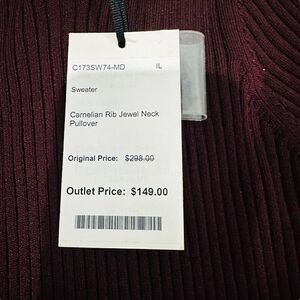 C173SW74-MD IL
Sweater
Carnelian Rib Jewel Neck
Pullover
Original Price: $298.00
Outlet Price: $149.00